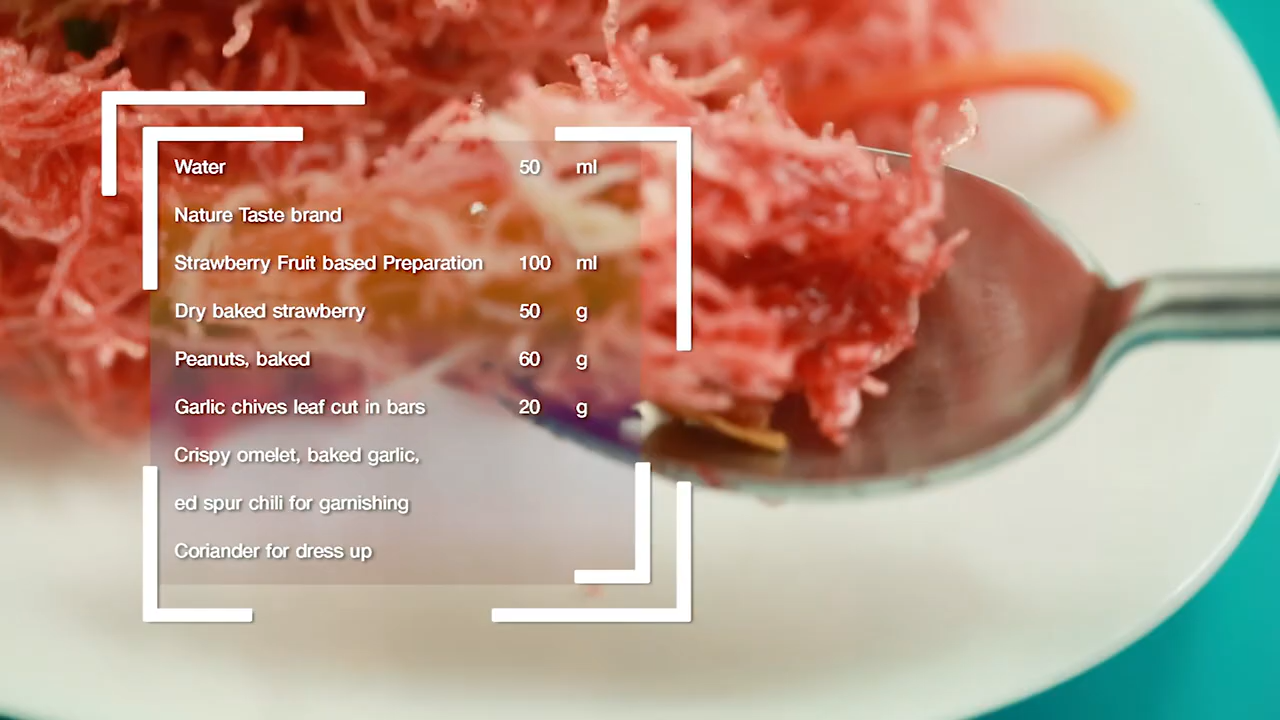 Water 50 ml
Nature Taste brand
Strawberry Fruit based Preparation 100 ml
Dry baked strawberry 50 g
Peanuts, baked 60 g
Garlic chives leaf cut in bars 20 g
Crispy omelet, baked garlic,
ed spur chili for garnishing
Coriander for dress up